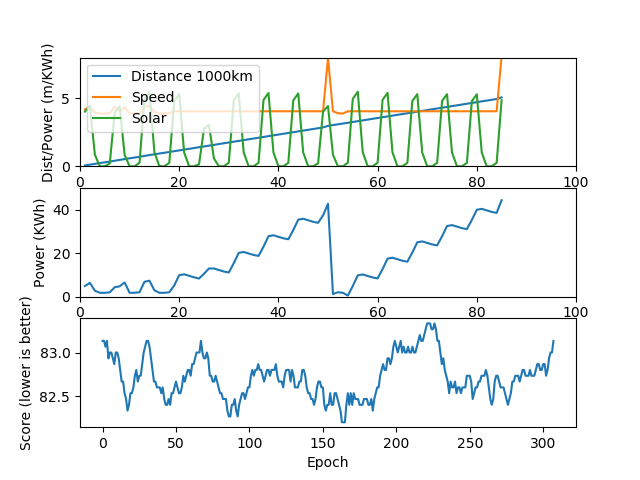 Dist/Power (m/KWh)
5
0
Distance 1000km
Speed
Solar
0 20 40 60 80 100
Power (KWh)
40
20
0
0 20 40 60 80 100
Score (lower is better)
83.0
82.5
0 50 100 150 200 250 300
Epoch